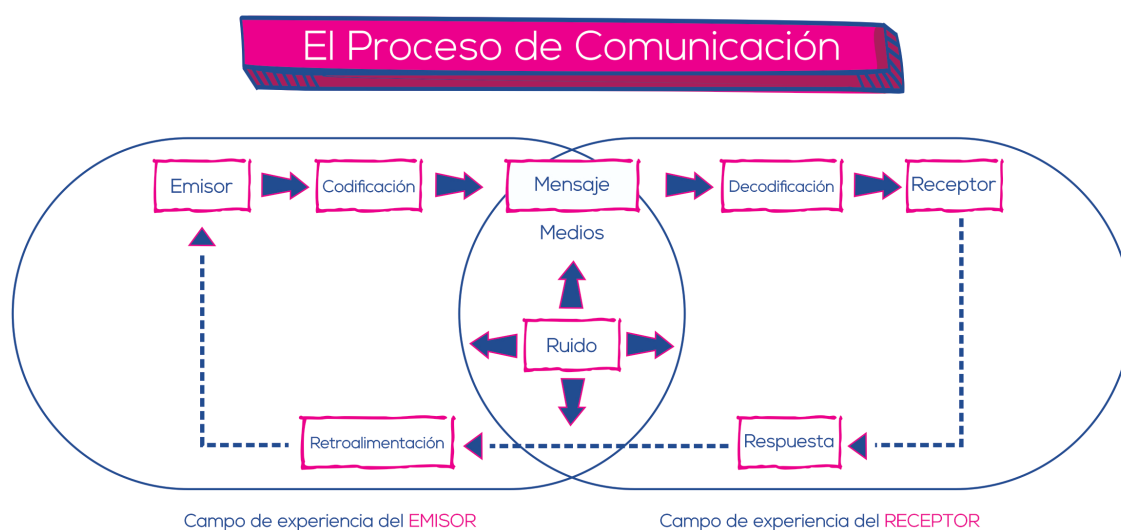 El Proceso de Comunicación
Emisor
Codificación
Mensaje
Decodificación
Receptor
Medios
Ruido
Retroalimentación
Respuesta
Campo de experiencia del EMISOR
Campo de experiencia del RECEPTOR